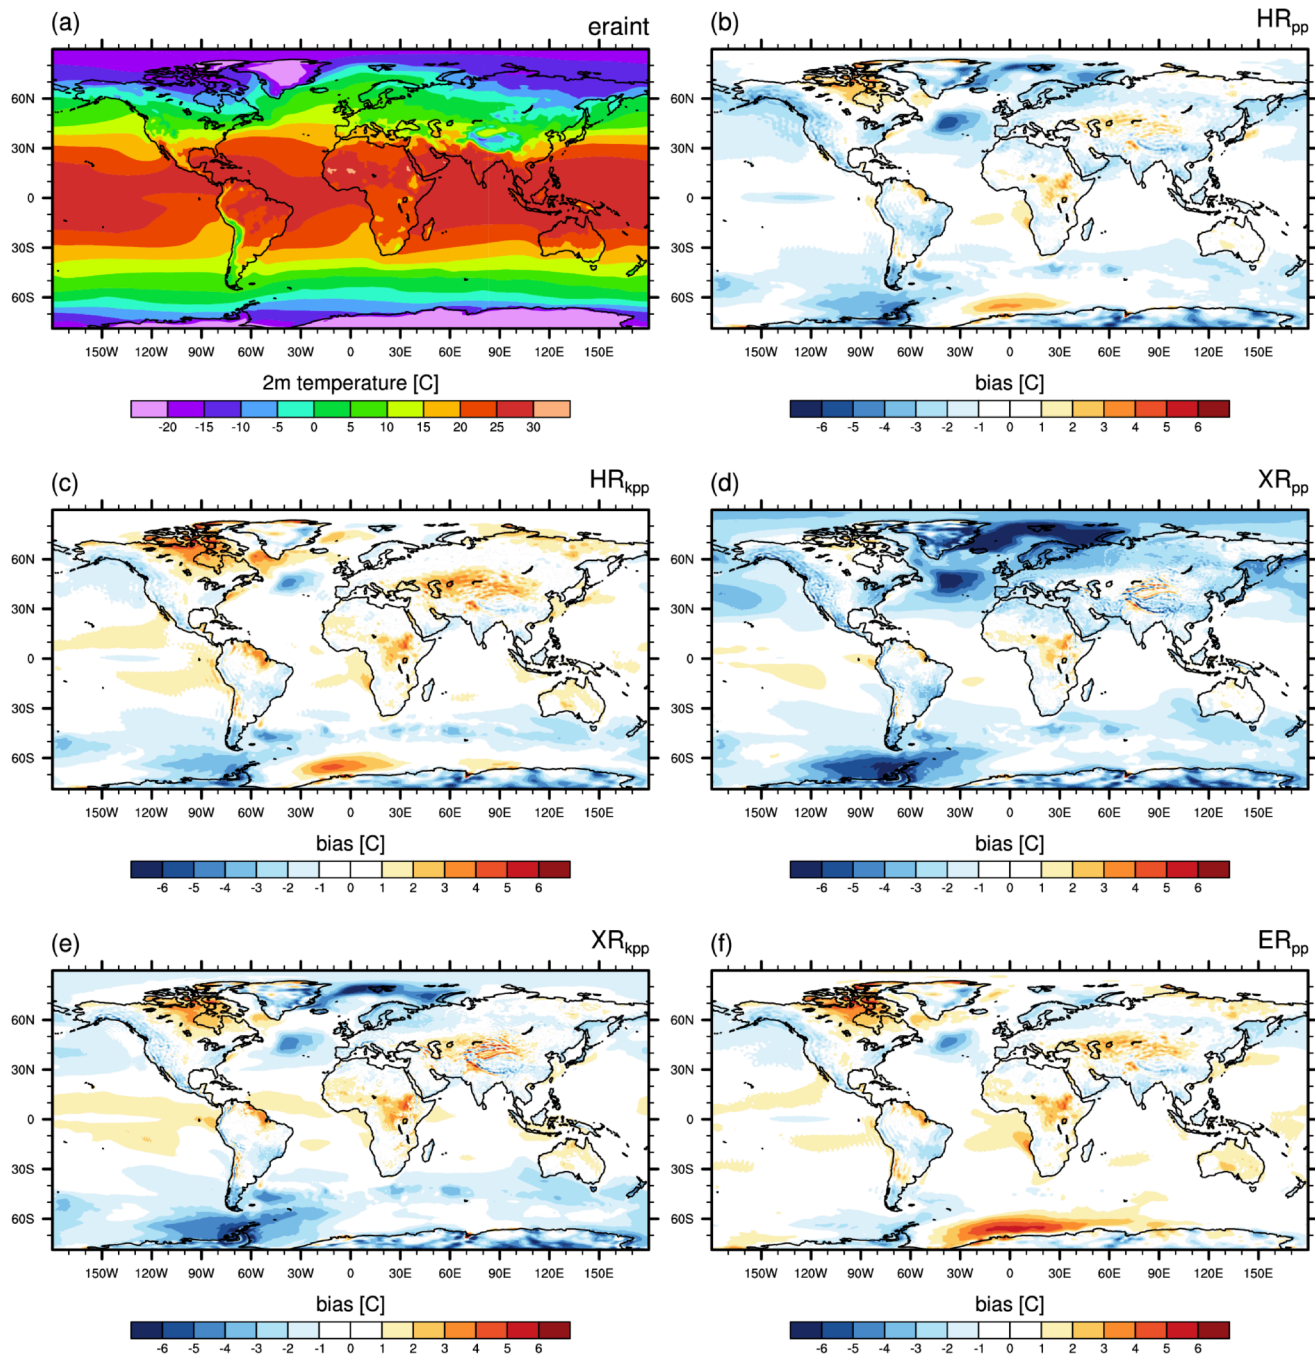 (a) eraint
60N
30N
0
30S
60S
150W 120W 90W 60W 30W 0 30E 60E 90E 120E 150E
2m temperature [C]
-20 -15 -10 -5 0 5 10 15 20 25 30
(b) HRpp
60N
30N
0
30S
60S
150W 120W 90W 60W 30W 0 30E 60E 90E 120E 150E
bias [C]
-6 -5 -4 -3 -2 -1 0 1 2 3 4 5 6
(c) HRkpp
60N
30N
0
30S
60S
150W 120W 90W 60W 30W 0 30E 60E 90E 120E 150E
bias [C]
-6 -5 -4 -3 -2 -1 0 1 2 3 4 5 6
(d) XRpp
60N
30N
0
30S
60S
150W 120W 90W 60W 30W 0 30E 60E 90E 120E 150E
bias [C]
-6 -5 -4 -3 -2 -1 0 1 2 3 4 5 6
(e) XRkpp
60N
30N
0
30S
60S
150W 120W 90W 60W 30W 0 30E 60E 90E 120E 150E
bias [C]
-6 -5 -4 -3 -2 -1 0 1 2 3 4 5 6
(f) ERpp
60N
30N
0
30S
60S
150W 120W 90W 60W 30W 0 30E 60E 90E 120E 150E
bias [C]
-6 -5 -4 -3 -2 -1 0 1 2 3 4 5 6